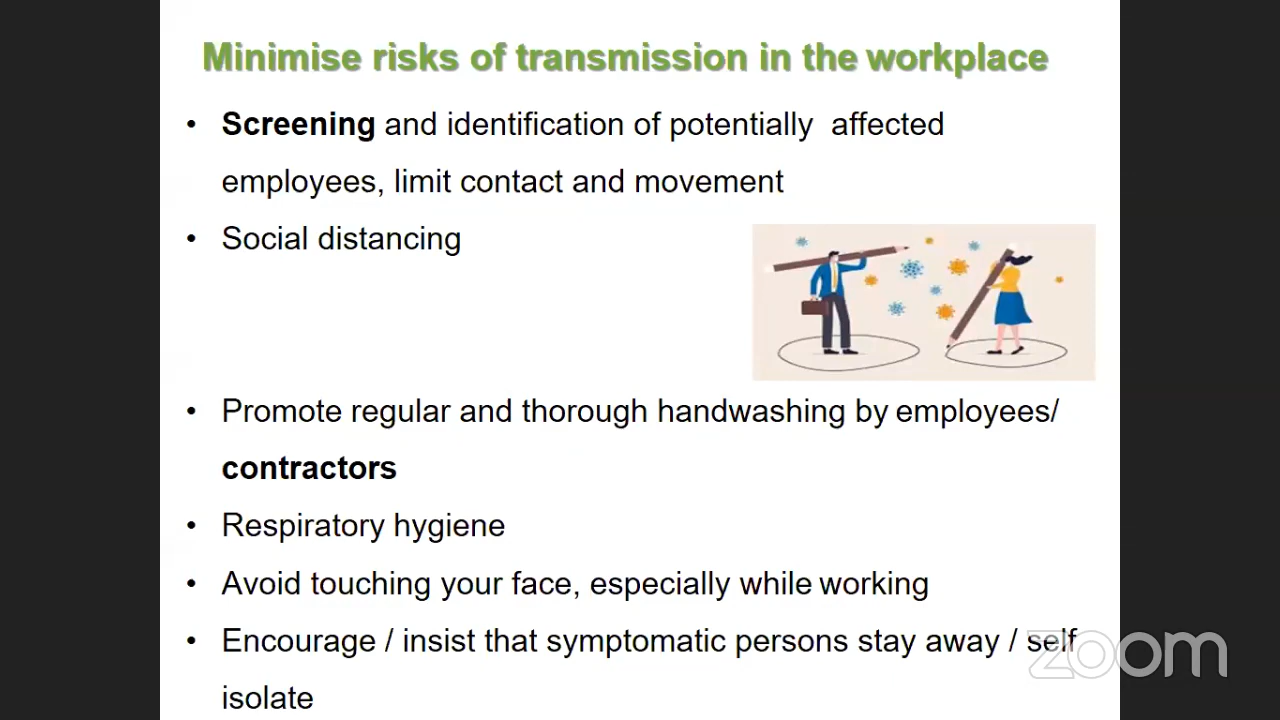 Minimise risks of transmission in the workplace
• Screening and identification of potentially affected
employees, limit contact and movement
• Social distancing
• Promote regular and thorough handwashing by employees/
contractors
• Respiratory hygiene
• Avoid touching your face, especially while working
• Encourage / insist that symptomatic persons stay away / self
isolate
zoom